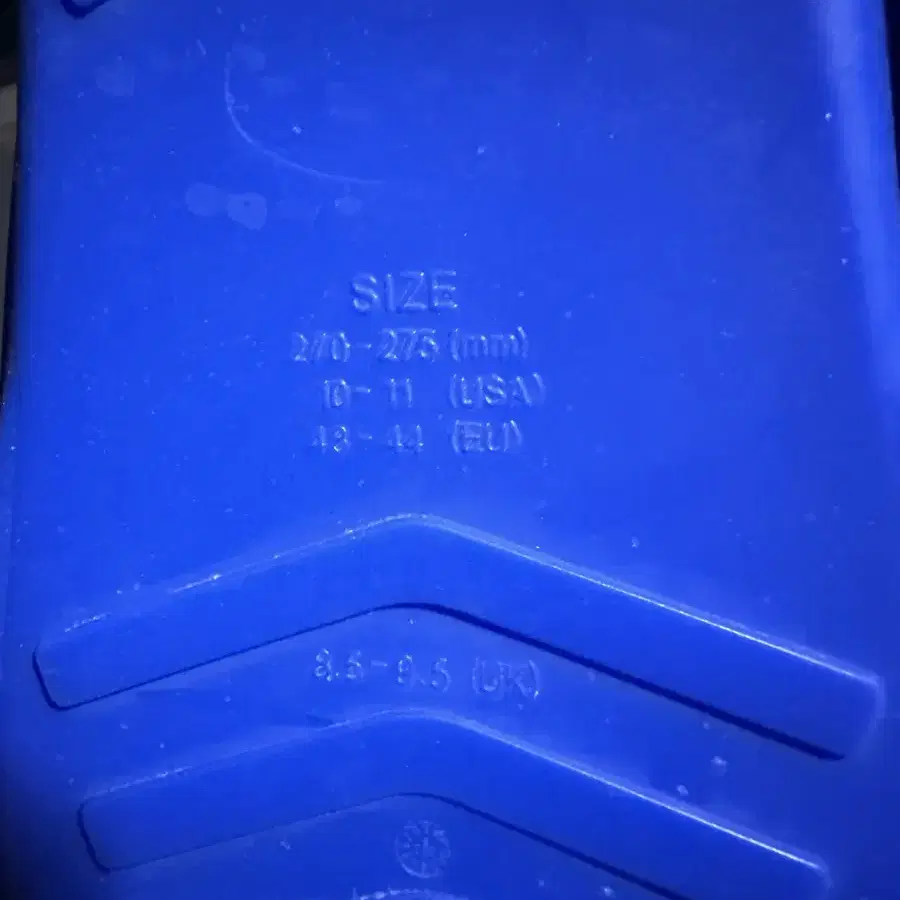 SIZE
270-275 (mm)
10-11 (USA)
43-44 (EU)
8.5-9.5 (UK)